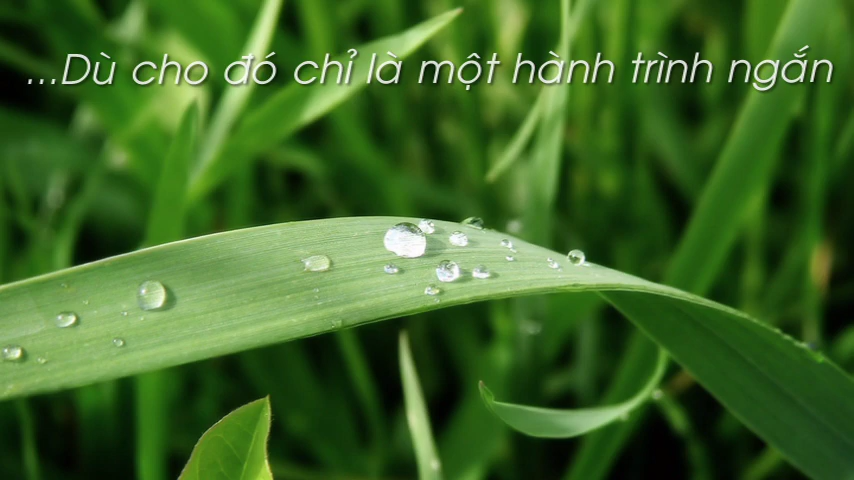 ...Dù cho đó chỉ là một hành trình ngắn